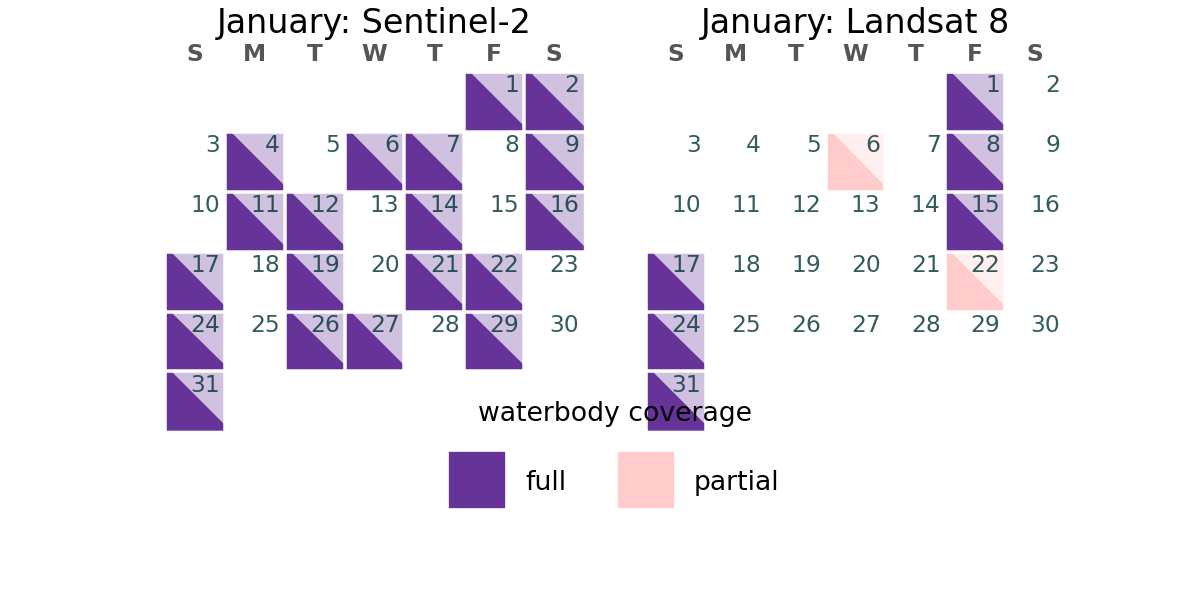 January: Sentinel-2
S M T W T F S
1 2
3 4 5 6 7 8 9
10 11 12 13 14 15 16
17 18 19 20 21 22 23
24 25 26 27 28 29 30
31
January: Landsat 8
S M T W T F S
1 2
3 4 5 6 7 8 9
10 11 12 13 14 15 16
17 18 19 20 21 22 23
24 25 26 27 28 29 30
31
waterbody coverage
full
partial